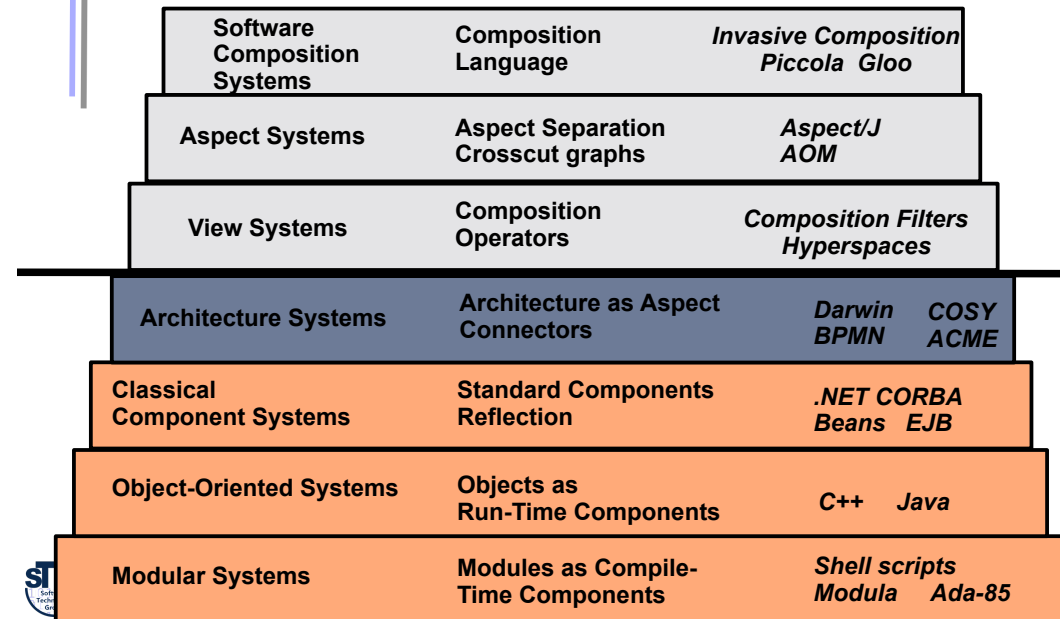 Software
Composition
Systems
Composition
Language
Invasive Composition
Piccola Gloo
Aspect Systems
Aspect Separation
Crosscut graphs
Aspect/J
AOM
View Systems
Composition
Operators
Composition Filters
Hyperspaces
Architecture Systems
Architecture as Aspect
Connectors
Darwin COSY
BPMN ACME
Classical
Component Systems
Standard Components
Reflection
.NET CORBA
Beans EJB
Object-Oriented Systems
Objects as
Run-Time Components
C++ Java
Modular Systems
Modules as Compile-
Time Components
Shell scripts
Modula Ada-85